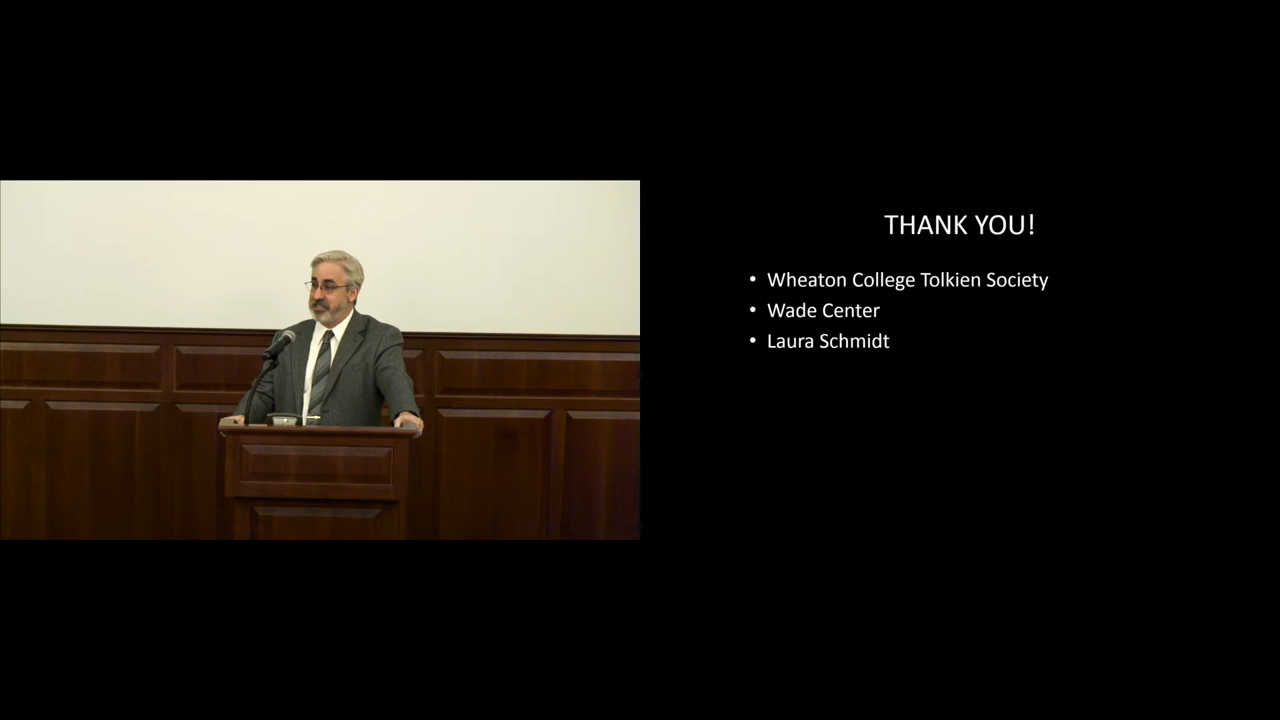 THANK YOU!
• Wheaton College Tolkien Society
• Wade Center
• Laura Schmidt